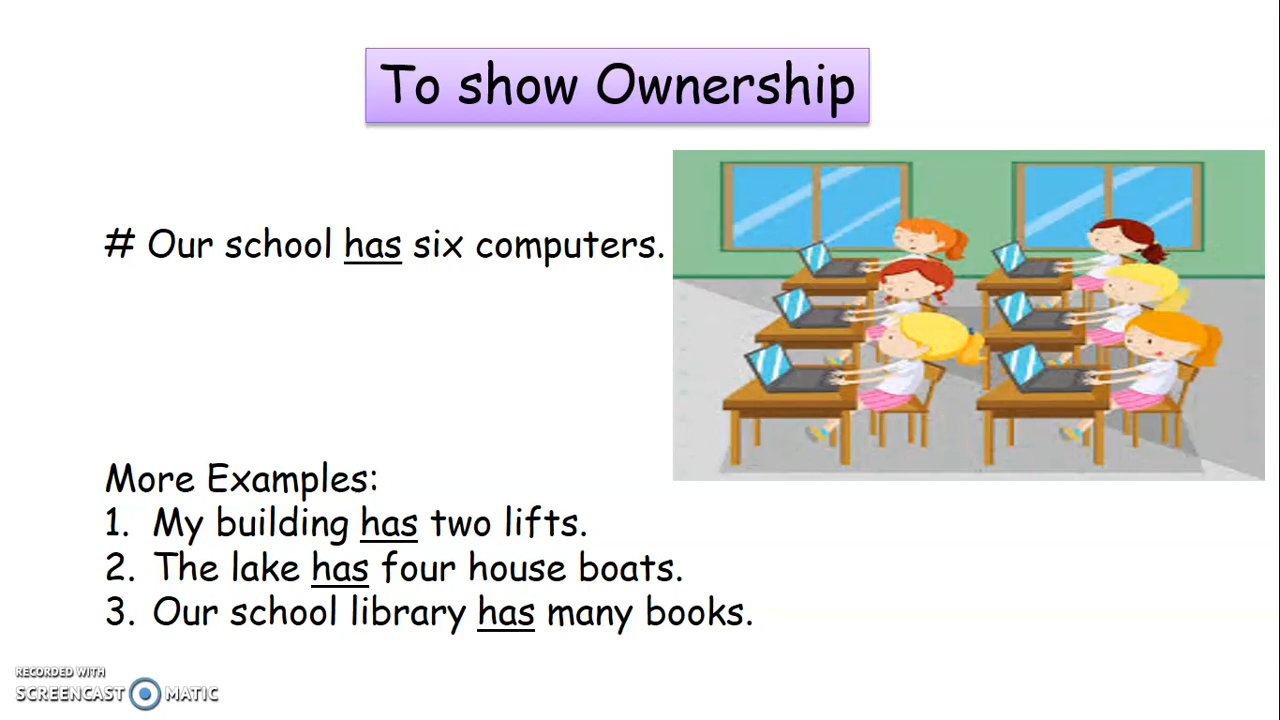 To show Ownership
# Our school has six computers.
More Examples:
1. My building has two lifts.
2. The lake has four house boats.
3. Our school library has many books.
RECORDED WITH
SCREENCAST MATIC